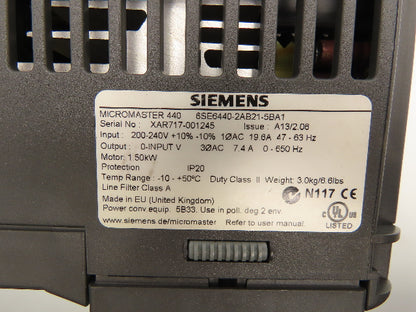 SIEMENS
MICROMASTER 440 6SE6440-2AB21-5BA1
Serial No : XAR717-001245 Issue : A13/2.06
Input : 200-240V +10% -10% 1ØAC 19.6A 47 - 63 Hz
Output : 0-INPUT V 3ØAC 7.4 A 0 - 650 Hz
Motor: 1.50kW
Protection IP20
Temp Range : -10 - +50°C Duty Class II Weight: 3.0kg/6.6lbs
Line Filter Class A
N117 CE
Made in EU (United Kingdom)
Power conv.equip. 5B33. Use in poll. deg 2 env.
www.siemens.de/micromaster Refer to user manual.
C UL US
LISTED